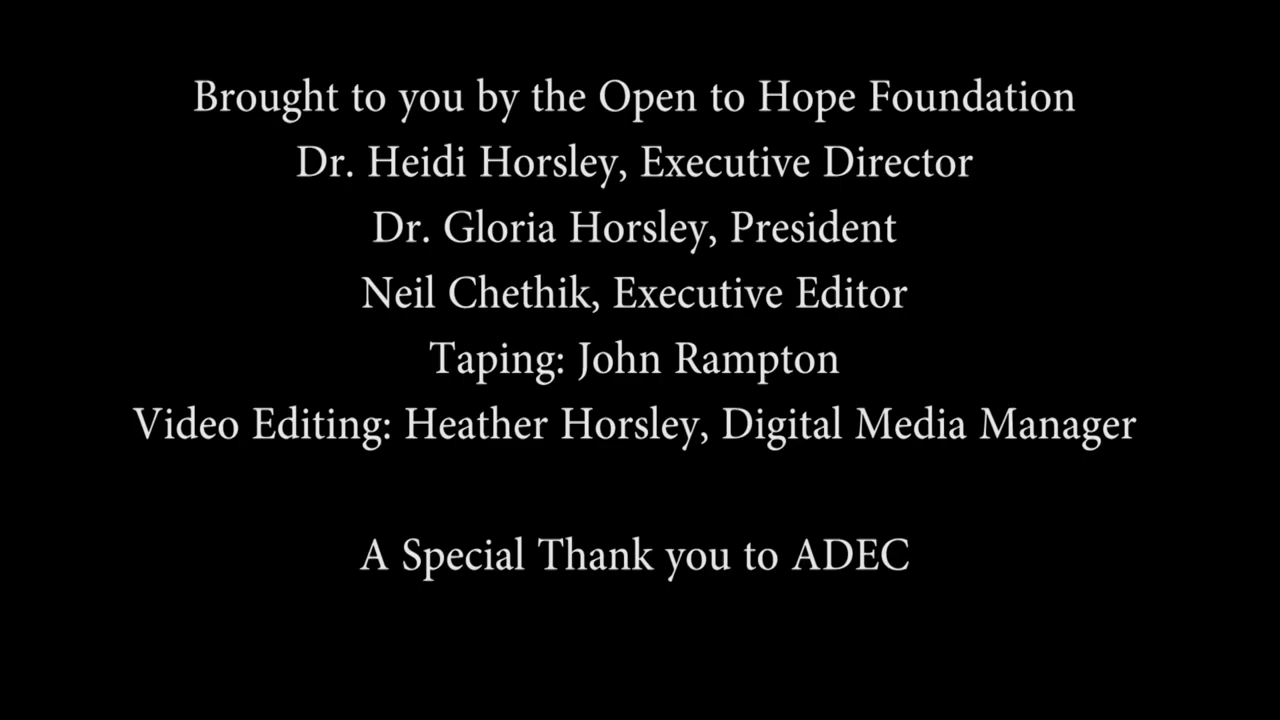 Brought to you by the Open to Hope Foundation
Dr. Heidi Horsley, Executive Director
Dr. Gloria Horsley, President
Neil Chethik, Executive Editor
Taping: John Rampton
Video Editing: Heather Horsley, Digital Media Manager
A Special Thank you to ADEC